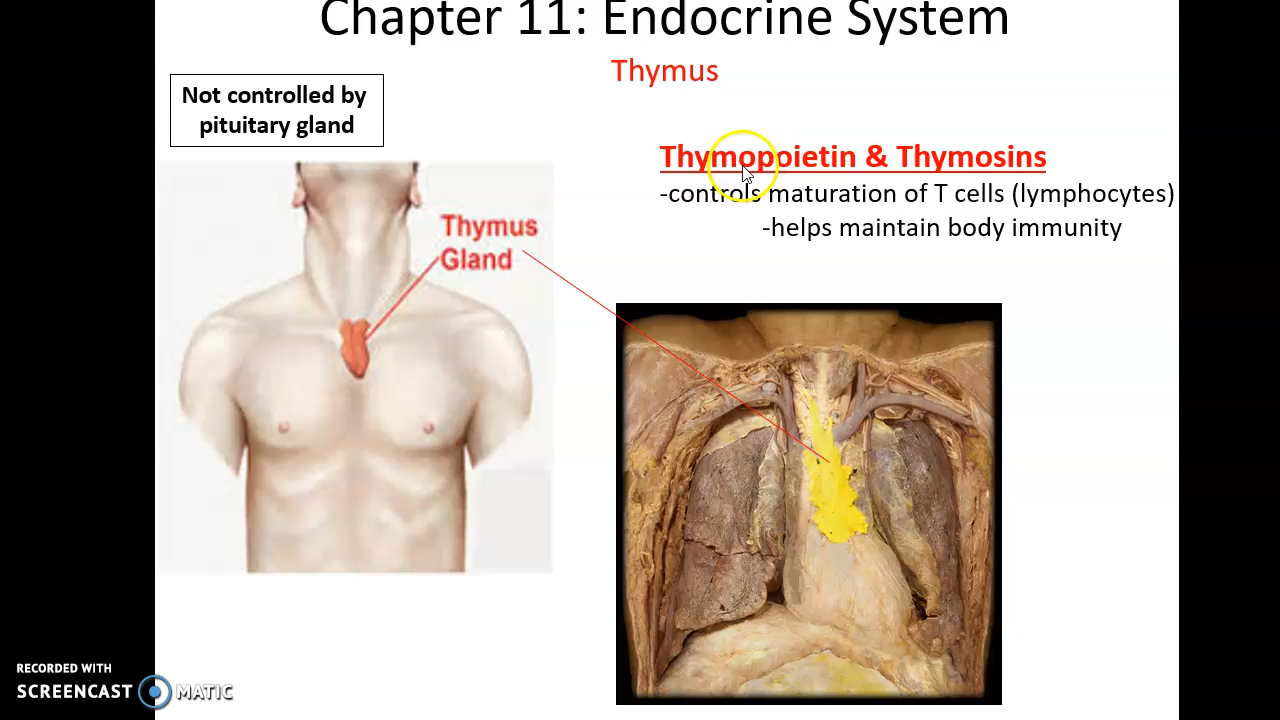 Chapter 11: Endocrine System
Thymus
Not controlled by
pituitary gland
Thymopoietin & Thymosins
-controls maturation of T cells (lymphocytes)
-helps maintain body immunity
Thymus
Gland
RECORDED WITH
SCREENCAST MATIC